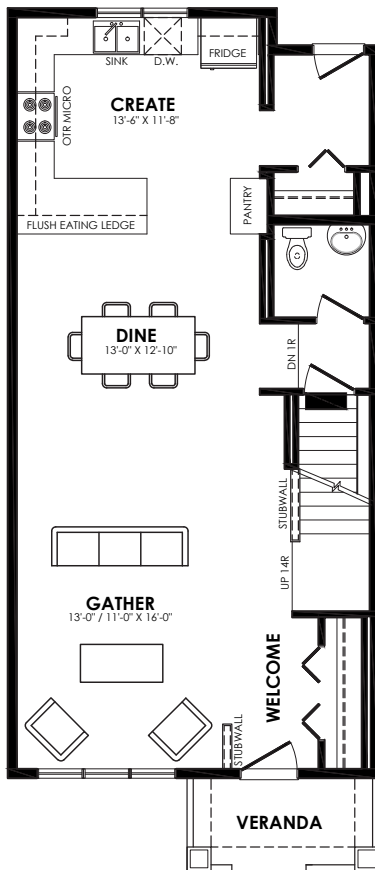 SINK
D.W.
FRIDGE
OTR MICRO
CREATE
13'-6" X 11'-8"
PANTRY
FLUSH EATING LEDGE
DINE
13'-0" X 12'-10"
DN 1R
STUBWALL
UP 14R
GATHER
13'-0" / 11'-0" X 16'-0"
WELCOME
STUBWALL
VERANDA